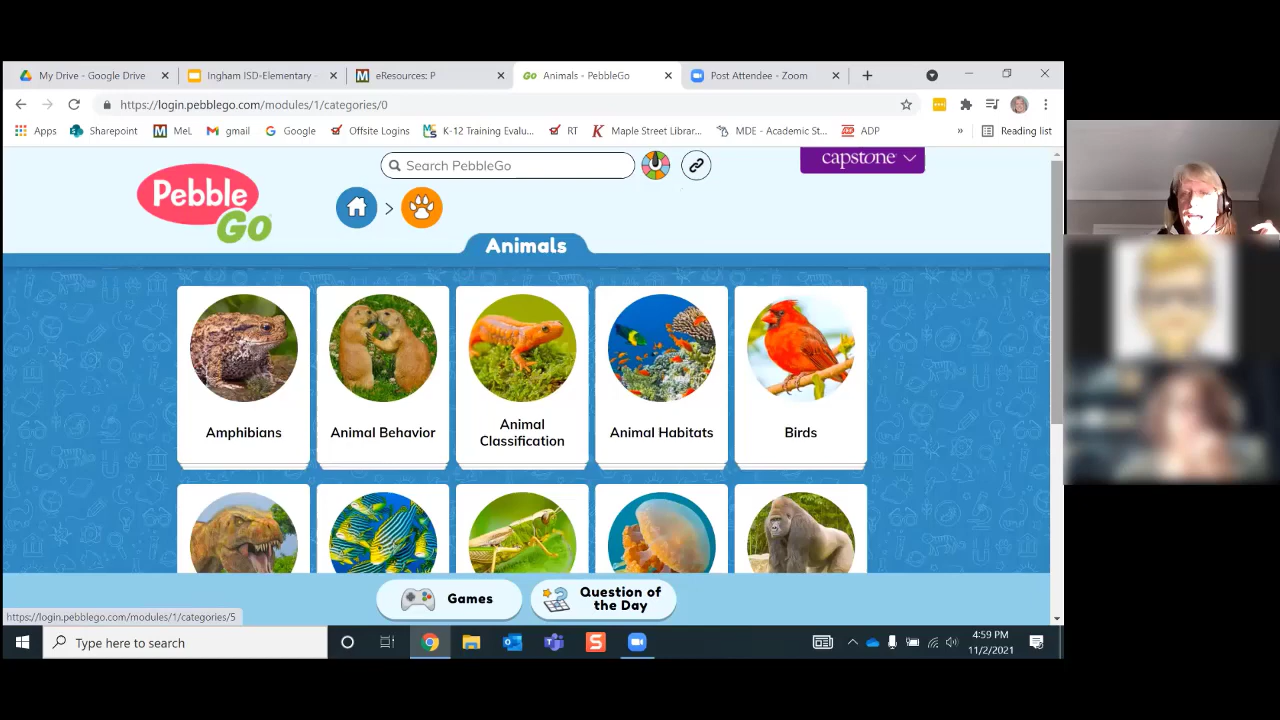 My Drive - Google Drive
Ingham ISD-Elementary
eResources: P
Animals - PebbleGo
Post Attendee - Zoom
https://login.pebblego.com/modules/1/categories/0
Apps
Sharepoint
MeL
gmail
Google
Offsite Logins
K-12 Training Evalu...
RT
Maple Street Librar...
MDE - Academic St...
ADP
»
Reading list
Search PebbleGo
capstone
Pebble
Go
Animals
Amphibians
Animal Behavior
Animal
Classification
Animal Habitats
Birds
Games
Question of
the Day
https://login.pebblego.com/modules/1/categories/5
Type here to search
4:59 PM
11/2/2021